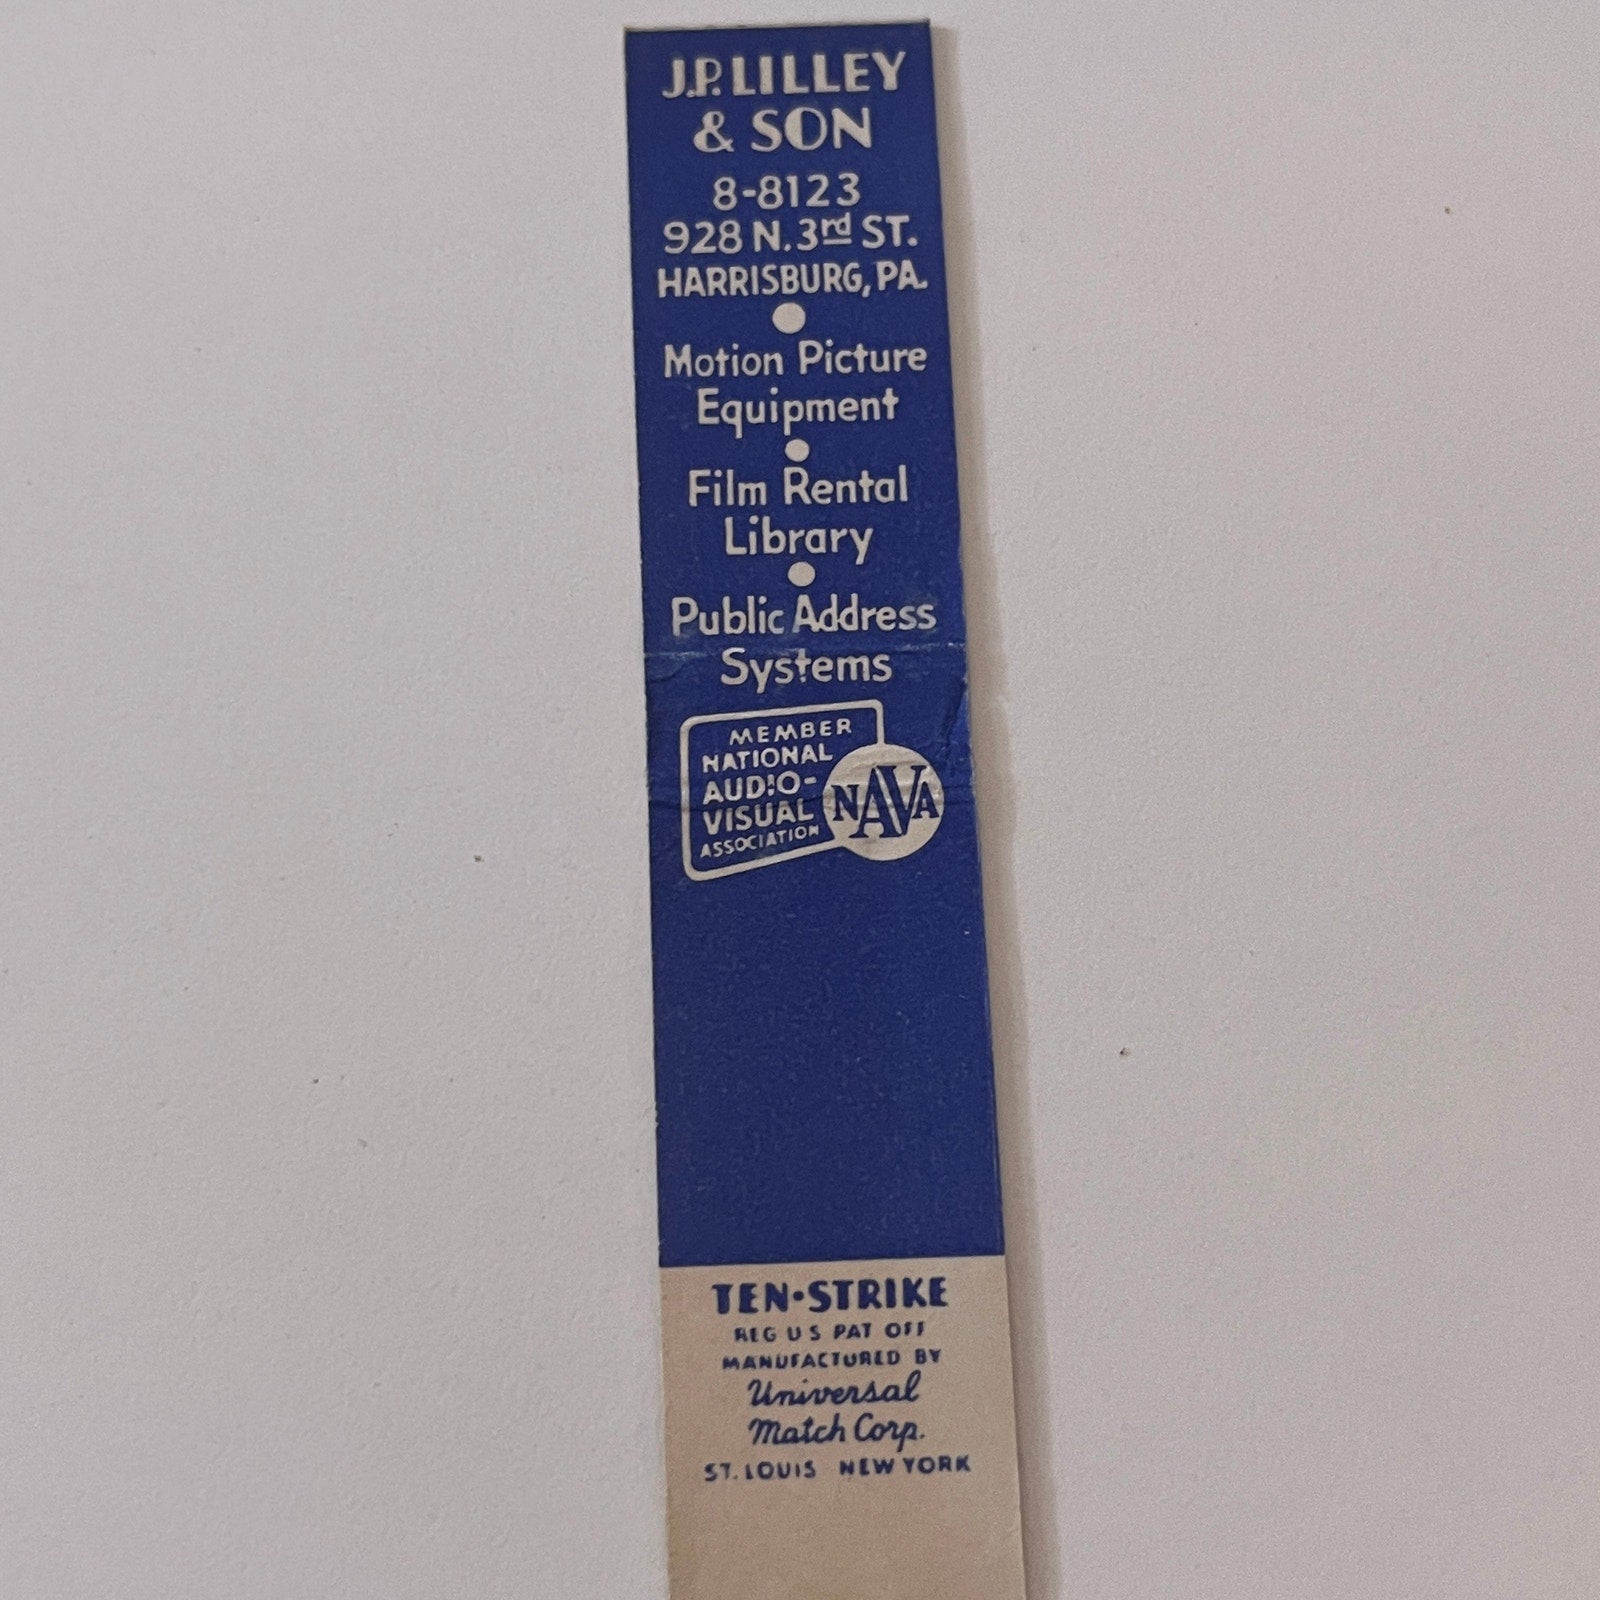 J.P. LILLEY
& SON
8-8123
928 N. 3rd ST.
HARRISBURG, PA.
Motion Picture
Equipment
Film Rental
Library
Public Address
Systems
MEMBER
NATIONAL
AUDIO-
VISUAL
ASSOCIATION
NAVA
TEN•STRIKE
REG U S PAT OFF
MANUFACTURED BY
Universal
Match Corp.
ST. LOUIS NEW YORK